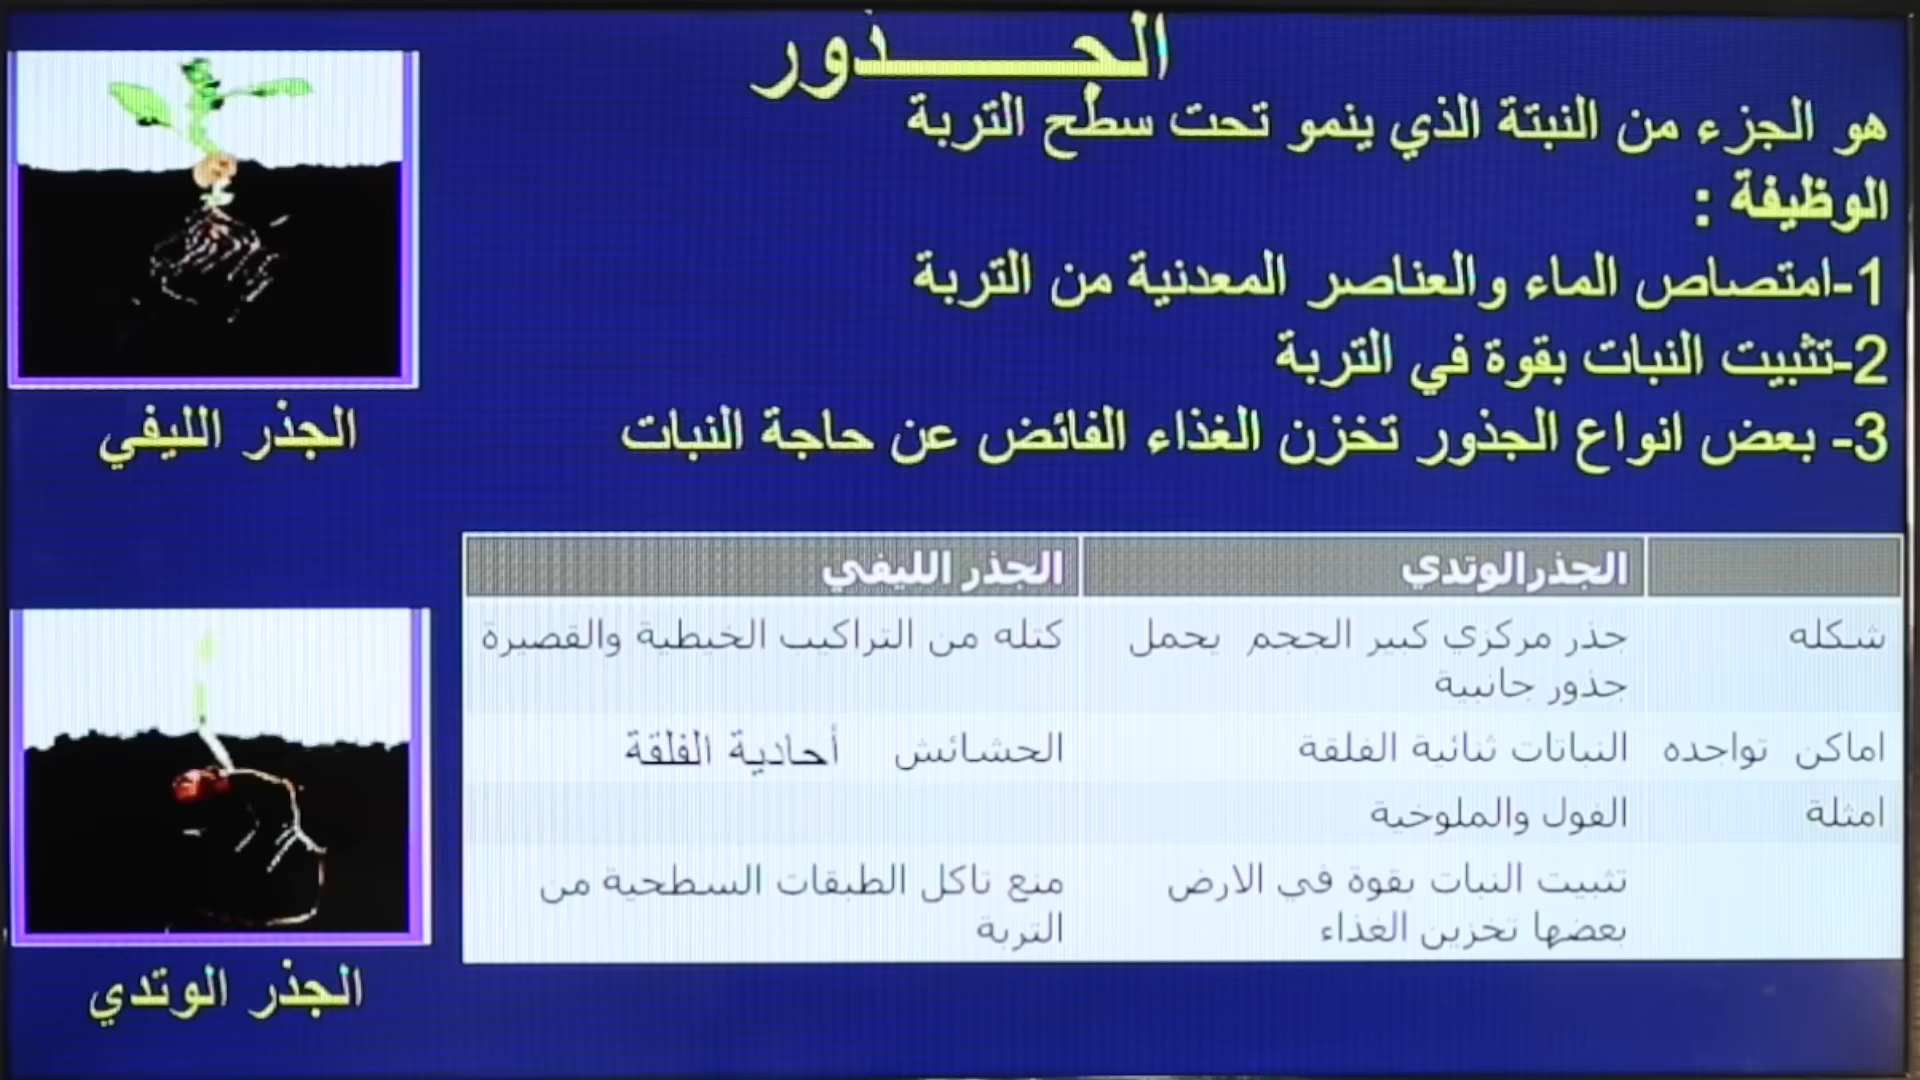 الجـــــــذور
هو الجزء من النبتة الذي ينمو تحت سطح التربة
الوظيفة :
1-امتصاص الماء والعناصر المعدنية من التربة
2-تثبيت النبات بقوة في التربة
3- بعض انواع الجذور تخزن الغذاء الفائض عن حاجة النبات
الجذر الليفي
الجذرالوتدي الجذر الليفي
شكله جذر مركزي كبير الحجم يحمل كتله من التراكيب الخيطية والقصيرة
جذور جانبية
اماكن تواجده النباتات ثنائية الفلقة الحشائش أحادية الفلقة
امثلة الفول والملوخية
تثبيت النبات بقوة في الارض منع تاكل الطبقات السطحية من
بعضها تخزين الغذاء التربة
الجذر الوتدي